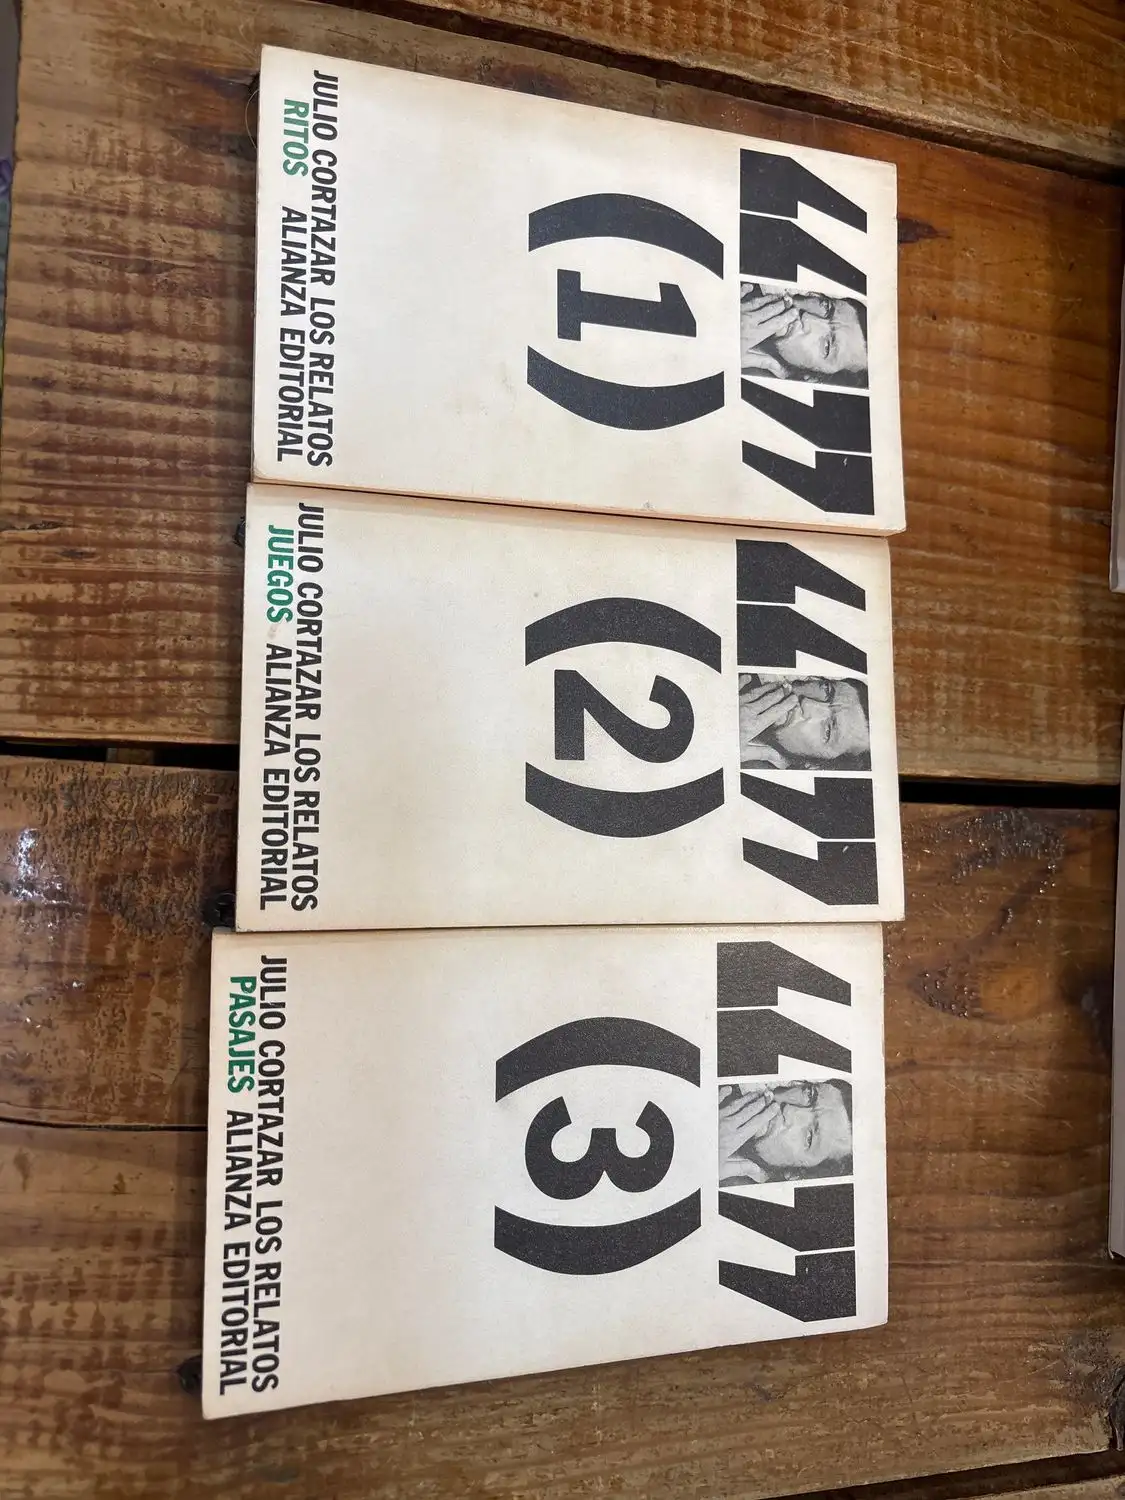 “
(1)
”
JULIO CORTAZAR LOS RELATOS
RITOS ALIANZA EDITORIAL
“
(2)
”
JULIO CORTAZAR LOS RELATOS
JUEGOS ALIANZA EDITORIAL
“
(3)
”
JULIO CORTAZAR LOS RELATOS
PASAJES ALIANZA EDITORIAL